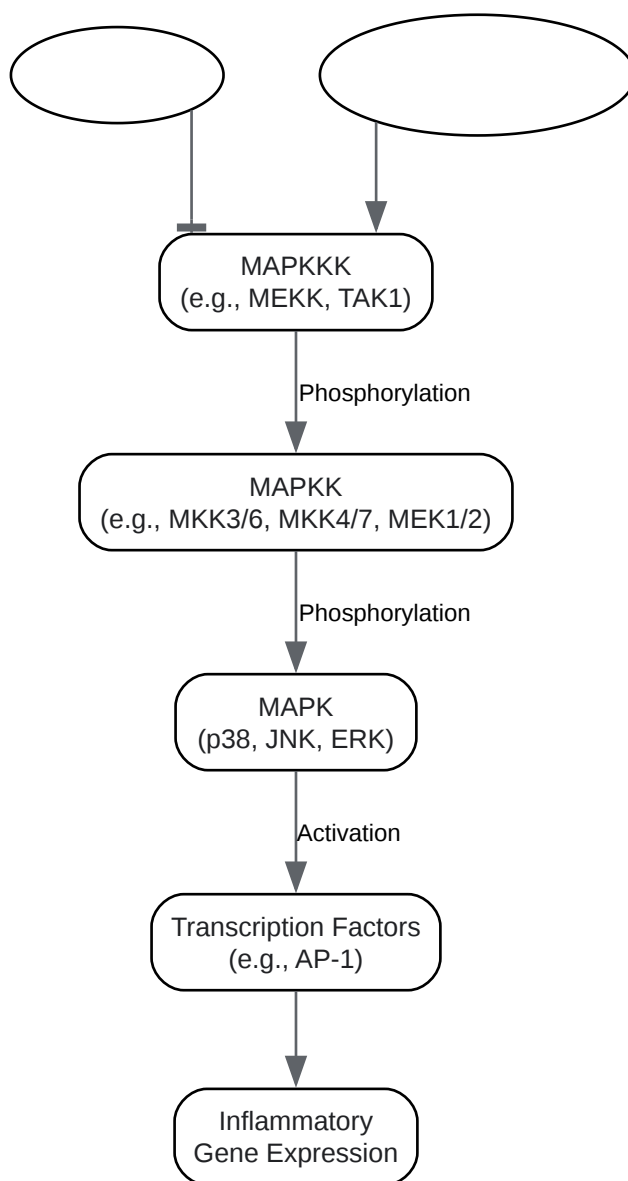 MAPKKK
(e.g., MEKK, TAK1)
Phosphorylation
MAPKK
(e.g., MKK3/6, MKK4/7, MEK1/2)
Phosphorylation
MAPK
(p38, JNK, ERK)
Activation
Transcription Factors
(e.g., AP-1)
Inflammatory
Gene Expression